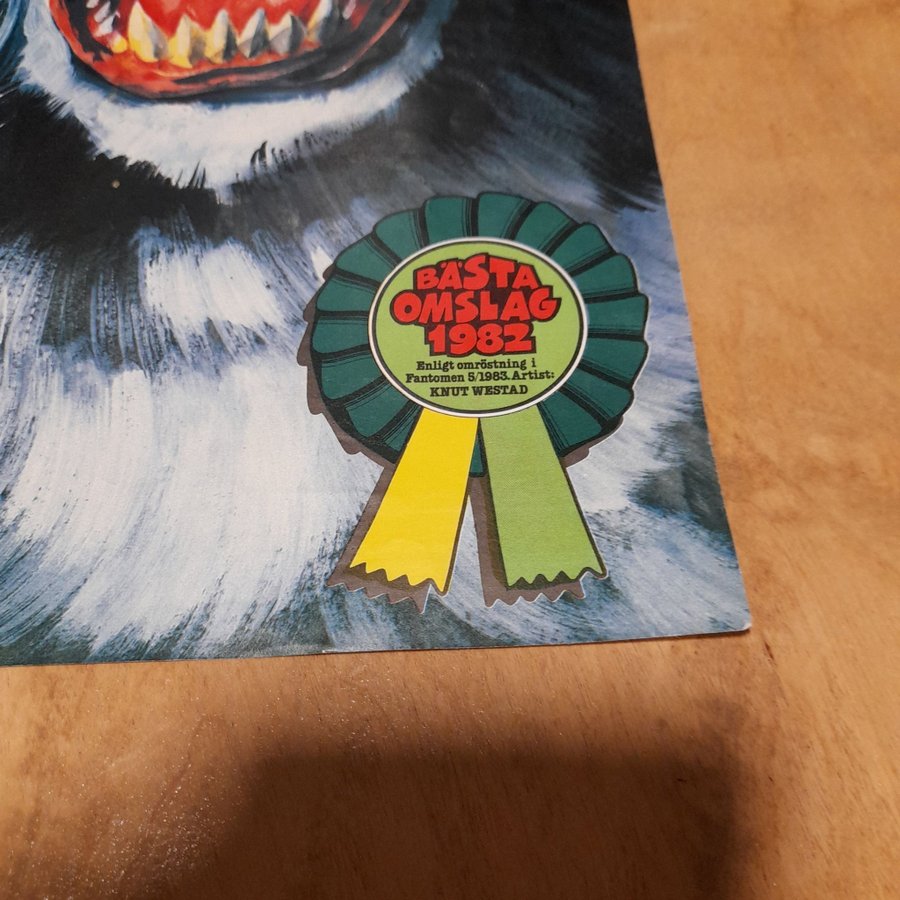 BÄSTA
OMSLAG
1982
Enligt omröstning i
Fantomen 5/1983. Artist:
KNUT WESTAD